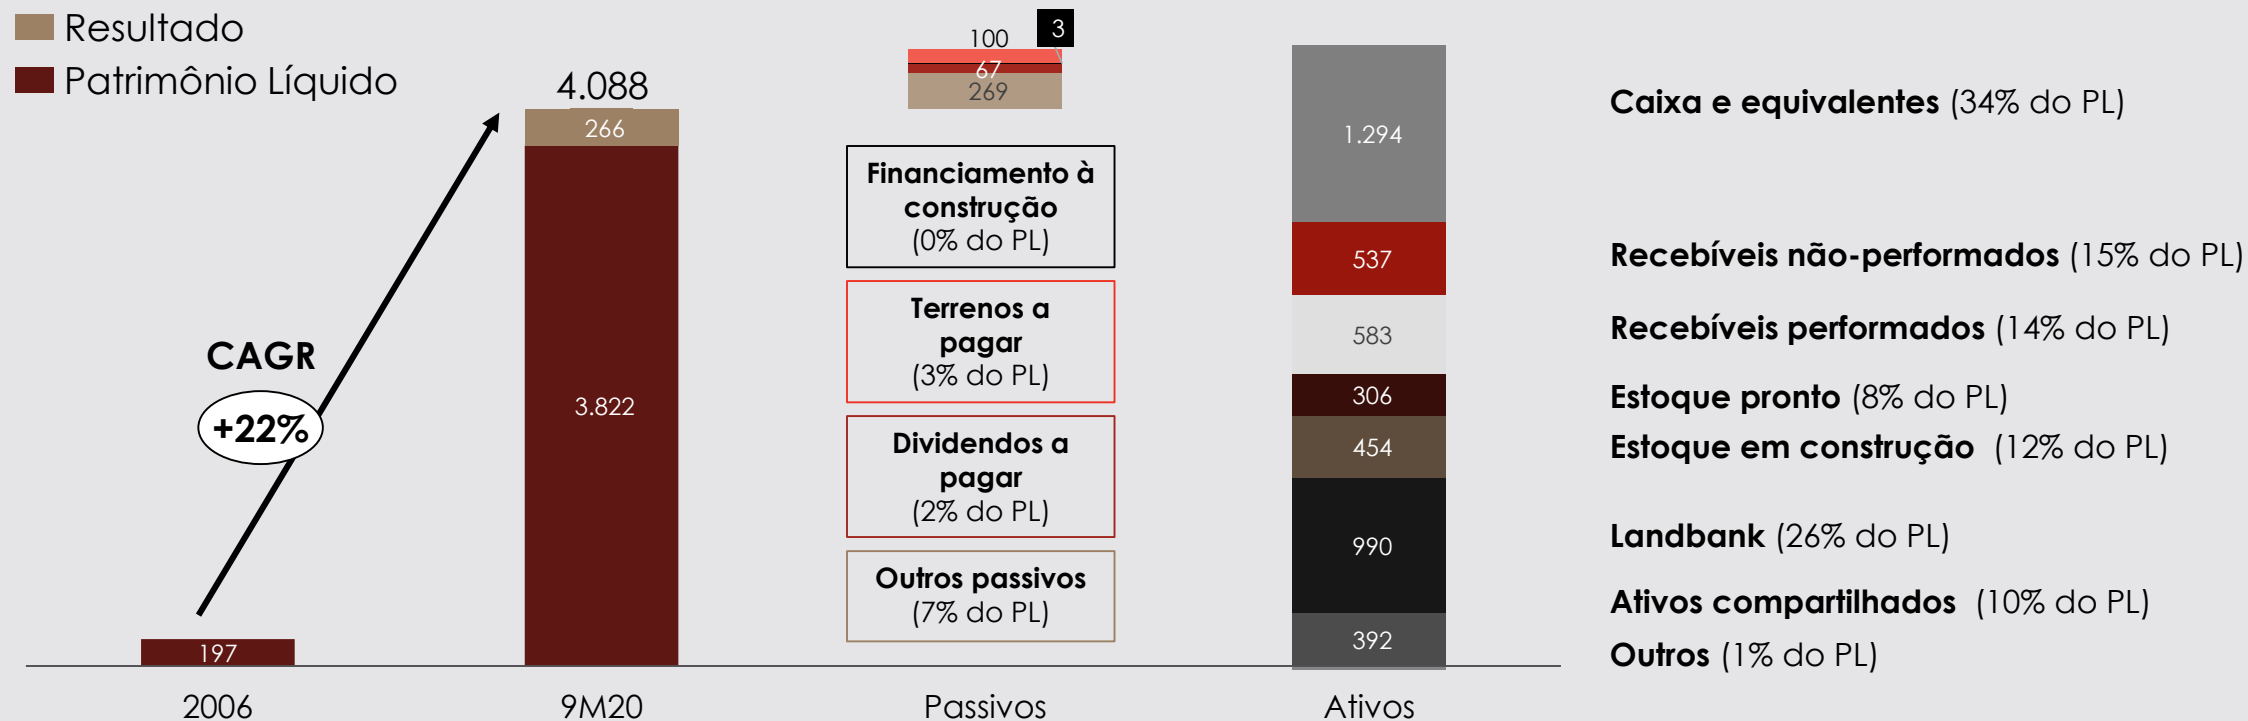 Resultado
Patrimônio Líquido
4.088
266
3.822
CAGR
+22%
197
100
3
67
269
Financiamento à
construção
(0% do PL)
Terrenos a
pagar
(3% do PL)
Dividendos a
pagar
(2% do PL)
Outros passivos
(7% do PL)
1.294
537
583
306
454
990
392
Caixa e equivalentes (34% do PL)
Recebíveis não-performados (15% do PL)
Recebíveis performados (14% do PL)
Estoque pronto (8% do PL)
Estoque em construção (12% do PL)
Landbank (26% do PL)
Ativos compartilhados (10% do PL)
Outros (1% do PL)
2006
9M20
Passivos
Ativos